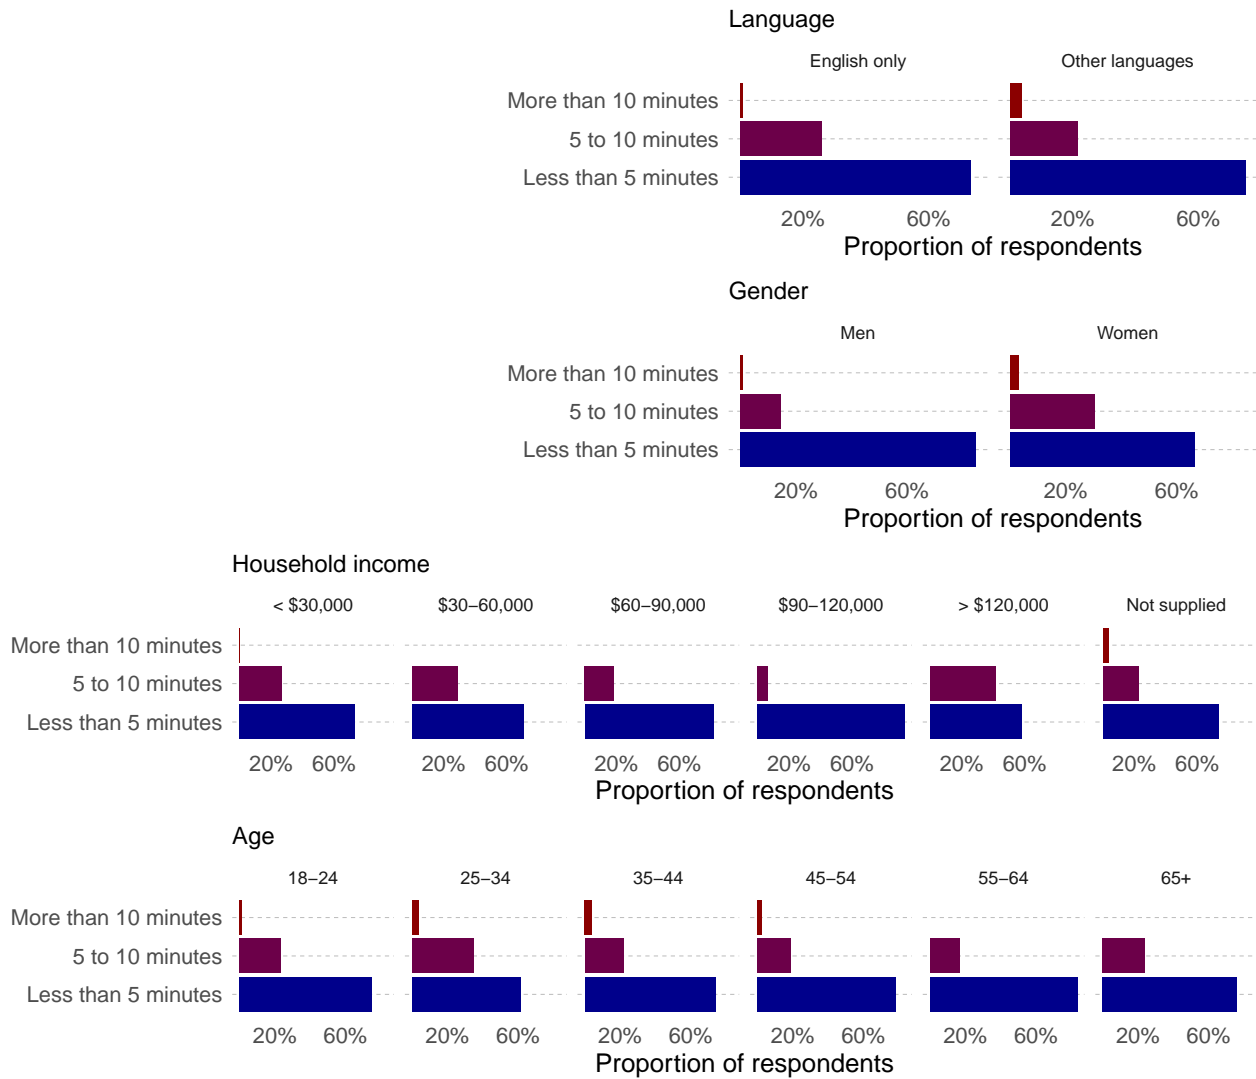 Language
English only Other languages
More than 10 minutes
5 to 10 minutes
Less than 5 minutes
20% 60% 20% 60%
Proportion of respondents
Gender
Men Women
More than 10 minutes
5 to 10 minutes
Less than 5 minutes
20% 60% 20% 60%
Proportion of respondents
Household income
< $30,000 $30–60,000 $60–90,000 $90–120,000 > $120,000 Not supplied
More than 10 minutes
5 to 10 minutes
Less than 5 minutes
20% 60% 20% 60% 20% 60% 20% 60% 20% 60% 20% 60%
Proportion of respondents
Age
18–24 25–34 35–44 45–54 55–64 65+
More than 10 minutes
5 to 10 minutes
Less than 5 minutes
20% 60% 20% 60% 20% 60% 20% 60% 20% 60% 20% 60%
Proportion of respondents